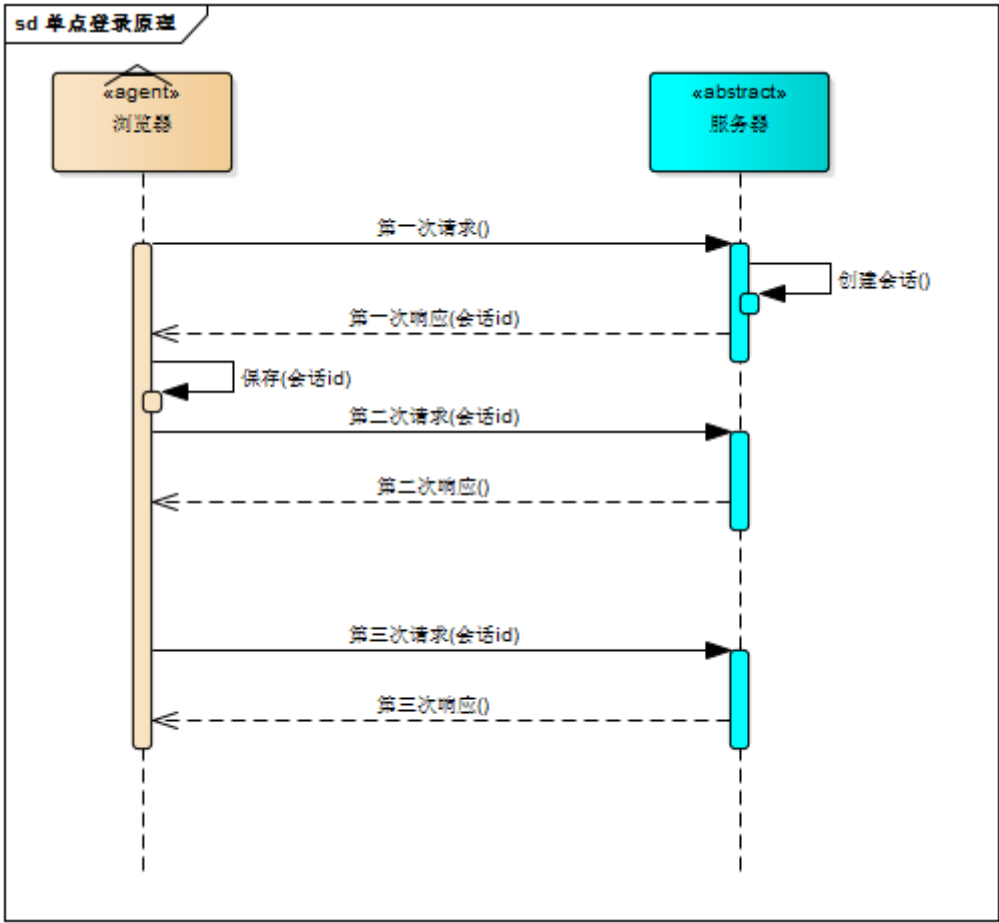 sd 单点登录原理
«agent»
浏览器
«abstract»
服务器
第一次请求()
创建会话()
第一次响应(会话id)
保存(会话id)
第二次请求(会话id)
第二次响应()
第三次请求(会话id)
第三次响应()